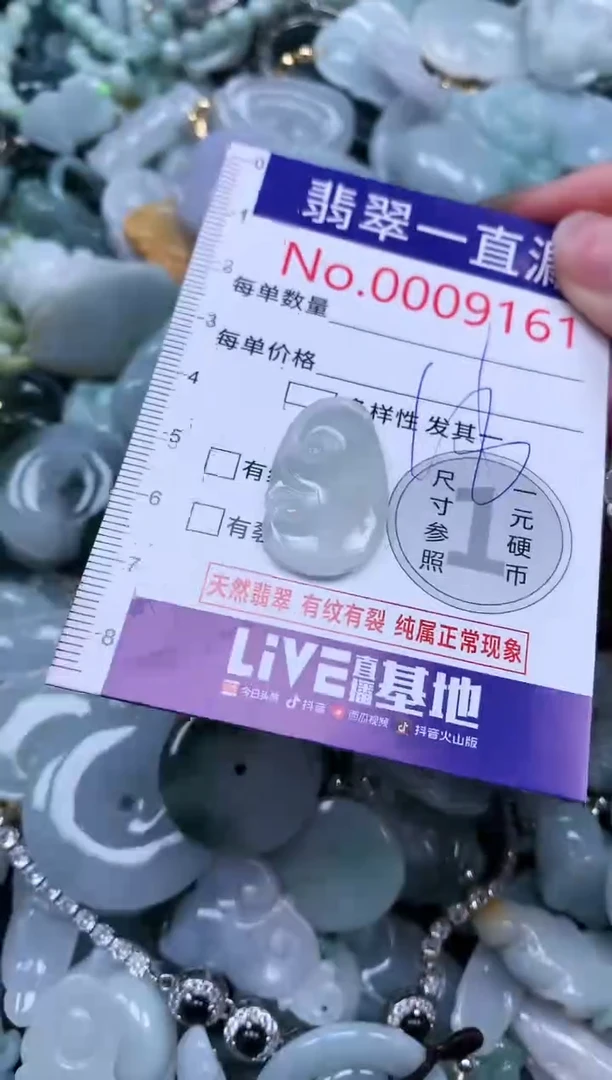 翡翠一直
No.0009161
每单数量
每单价格
多样性 发其一
有
有裂
尺寸参照
1
一元硬币
天然翡翠 有纹有裂 纯属正常现象
LiVE直播基地
今日头条 抖音 西瓜视频 抖音火山版
0
1
2
3
4
5
6
7
8